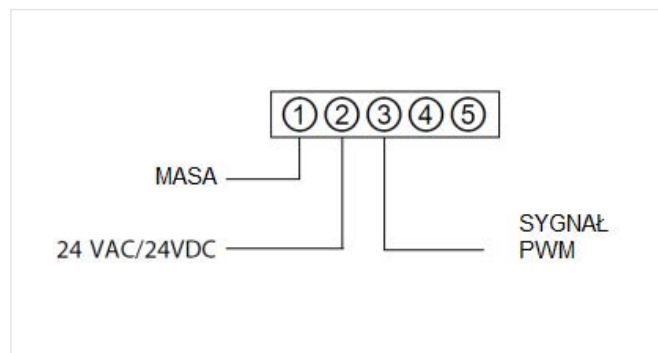 ① ② ③ ④ ⑤
MASA
24 VAC/24VDC
SYGNAŁ
PWM